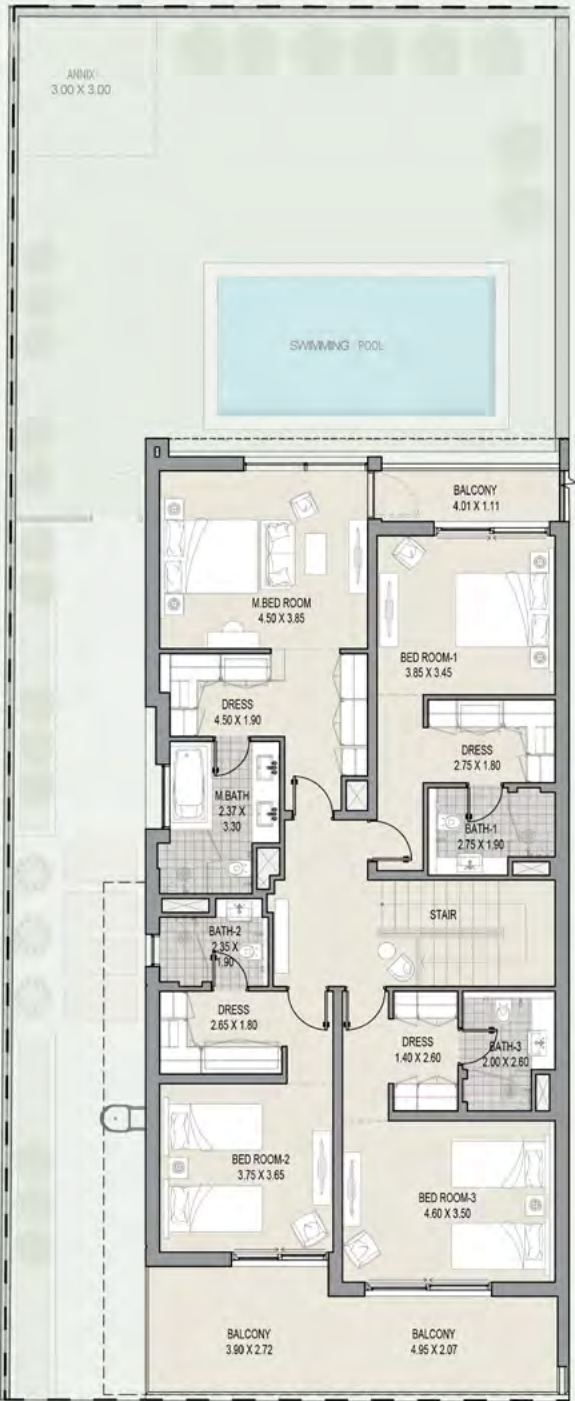 ANNIX
3.00 X 3.00
SWIMMING POOL
BALCONY
4.01 X 1.11
M.BED ROOM
4.50 X 3.85
BED ROOM-1
3.85 X 3.45
DRESS
4.50 X 1.90
DRESS
2.75 X 1.80
M.BATH
2.37 X
3.30
BATH-1
2.75 X 1.90
STAIR
BATH-2
2.35 X
1.90
DRESS
2.65 X 1.80
DRESS
1.40 X 2.60
BATH-3
2.00 X 2.60
BED ROOM-2
3.75 X 3.65
BED ROOM-3
4.60 X 3.50
BALCONY
3.90 X 2.72
BALCONY
4.95 X 2.07